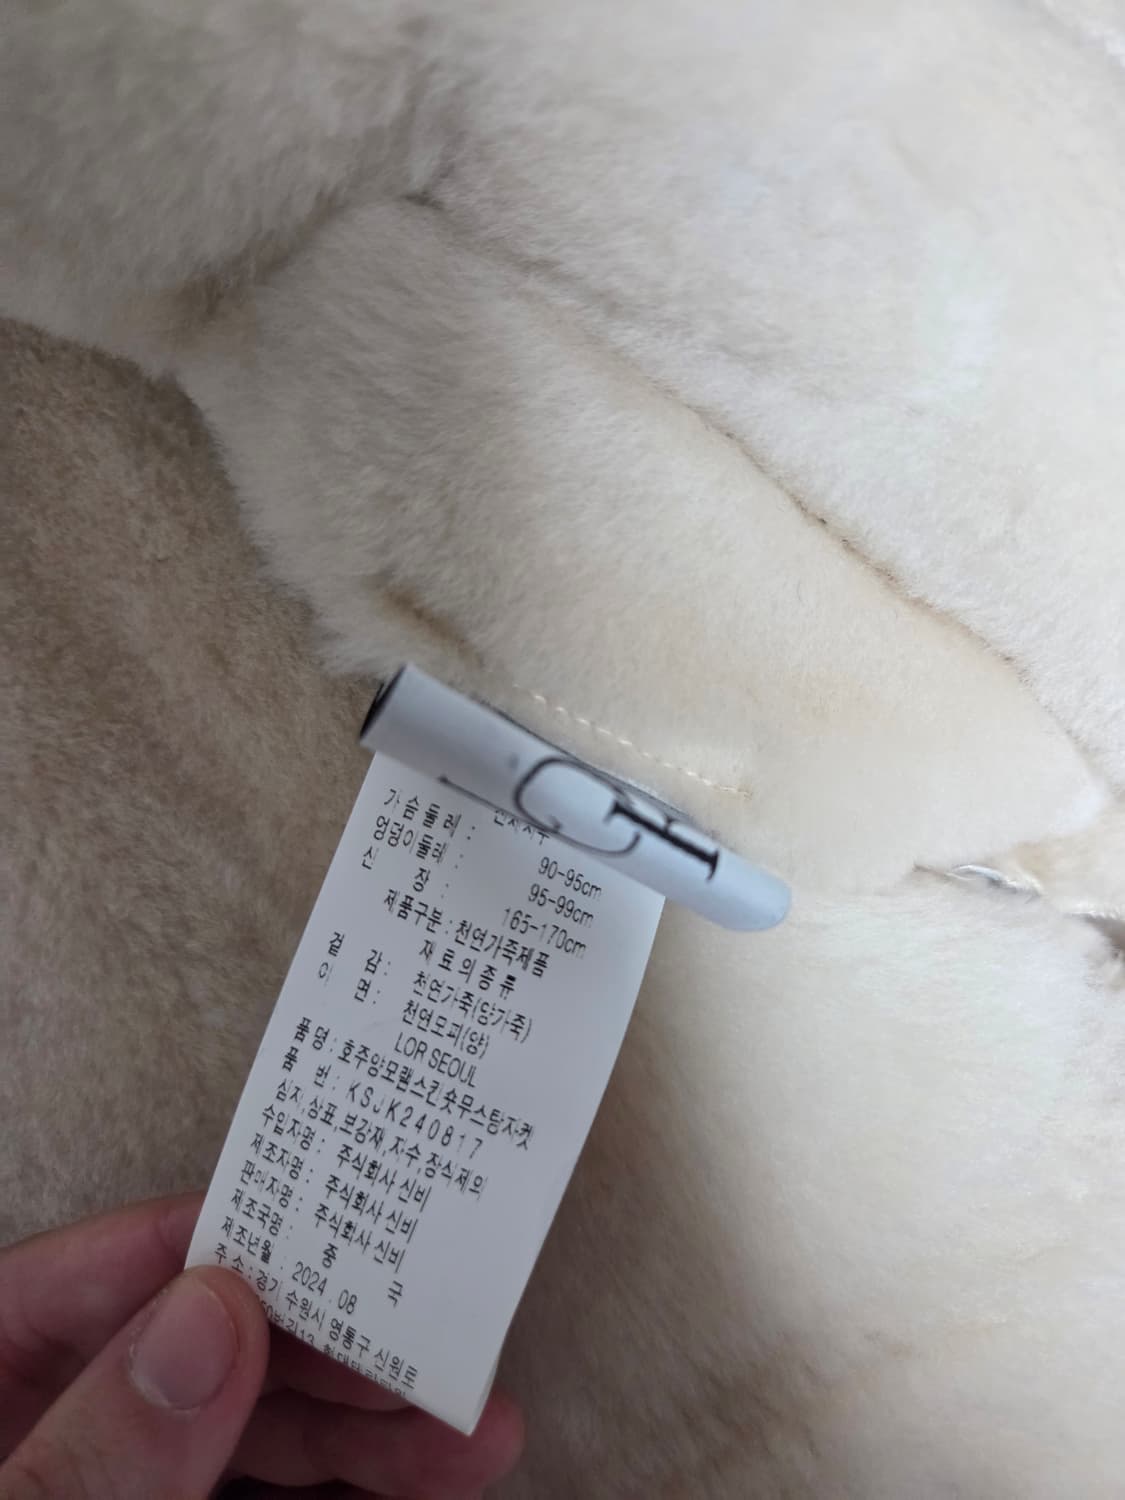 가슴둘레 : 90-95cm
엉덩이둘레 : 95-99cm
신 장 : 165-170cm
제품구분 : 천연가죽제품
재료의종류
겉 감 : 천연가죽(양가죽)
이 면 : 천연모피(양)
LOR SEOUL
품 명 : 호주양모램스킨숏무스탕자켓
품 번 : KSJK240817
심지,상표,보강재,자수,장식제외
수입자명 : 주식회사 신비
제조자명 : 주식회사 신비
판매자명 : 주식회사 신비
제조국명 : 중 국
제조년월 : 2024. 08
주 소 : 경기 수원시 영통구 신원로